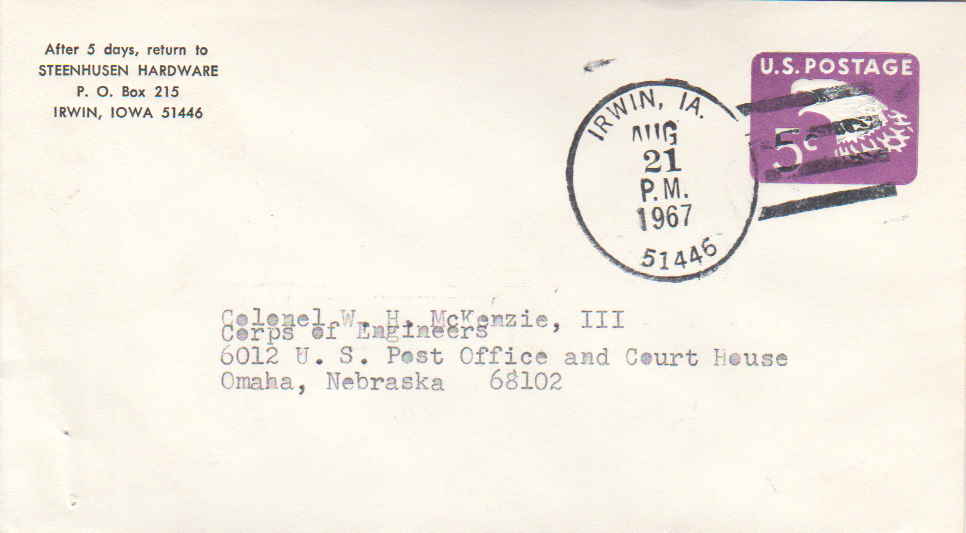 After 5 days, return to
STEENHUSEN HARDWARE
P. O. Box 215
IRWIN, IOWA 51446
U.S. POSTAGE
5¢
IRWIN, IA.
AUG
21
P.M.
1967
51446
Colonel W. H. McKenzie, III
Corps of Engineers
6012 U. S. Post Office and Court House
Omaha, Nebraska 68102